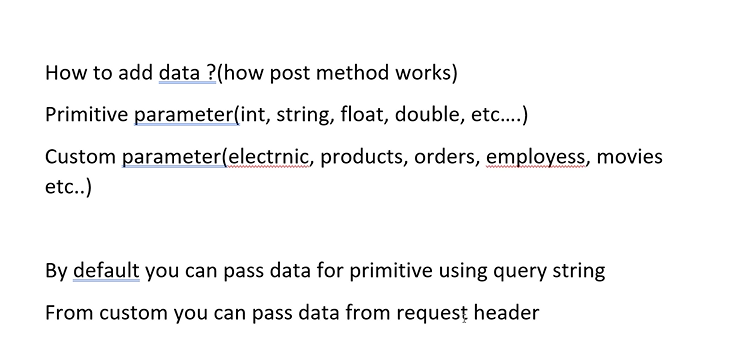 How to add data ?(how post method works)
Primitive parameter(int, string, float, double, etc....)
Custom parameter(electrnic, products, orders, employess, movies
etc..)
By default you can pass data for primitive using query string
From custom you can pass data from request header